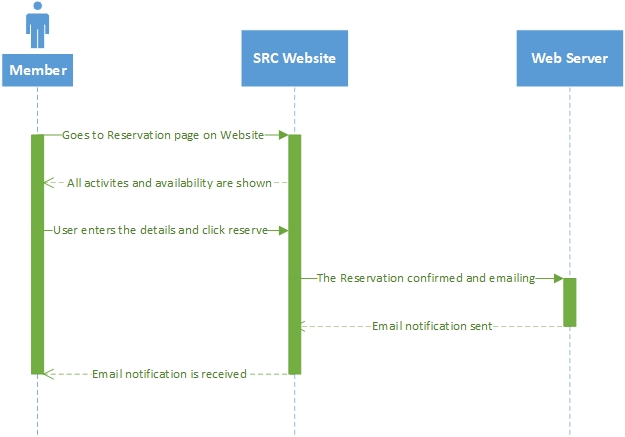 Member
SRC Website
Web Server
Goes to Reservation page on Website
All activites and availability are shown
User enters the details and click reserve
The Reservation confirmed and emailing
Email notification sent
Email notification is received